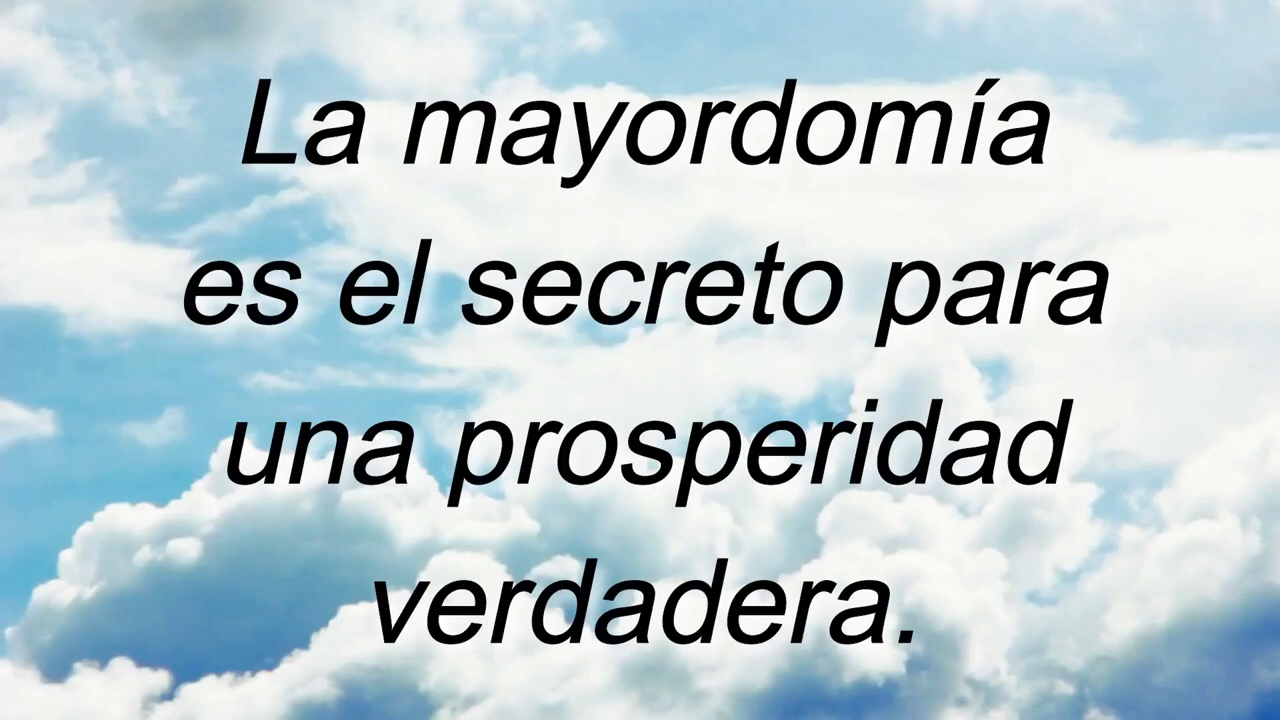 La mayordomía
es el secreto para
una prosperidad
verdadera.